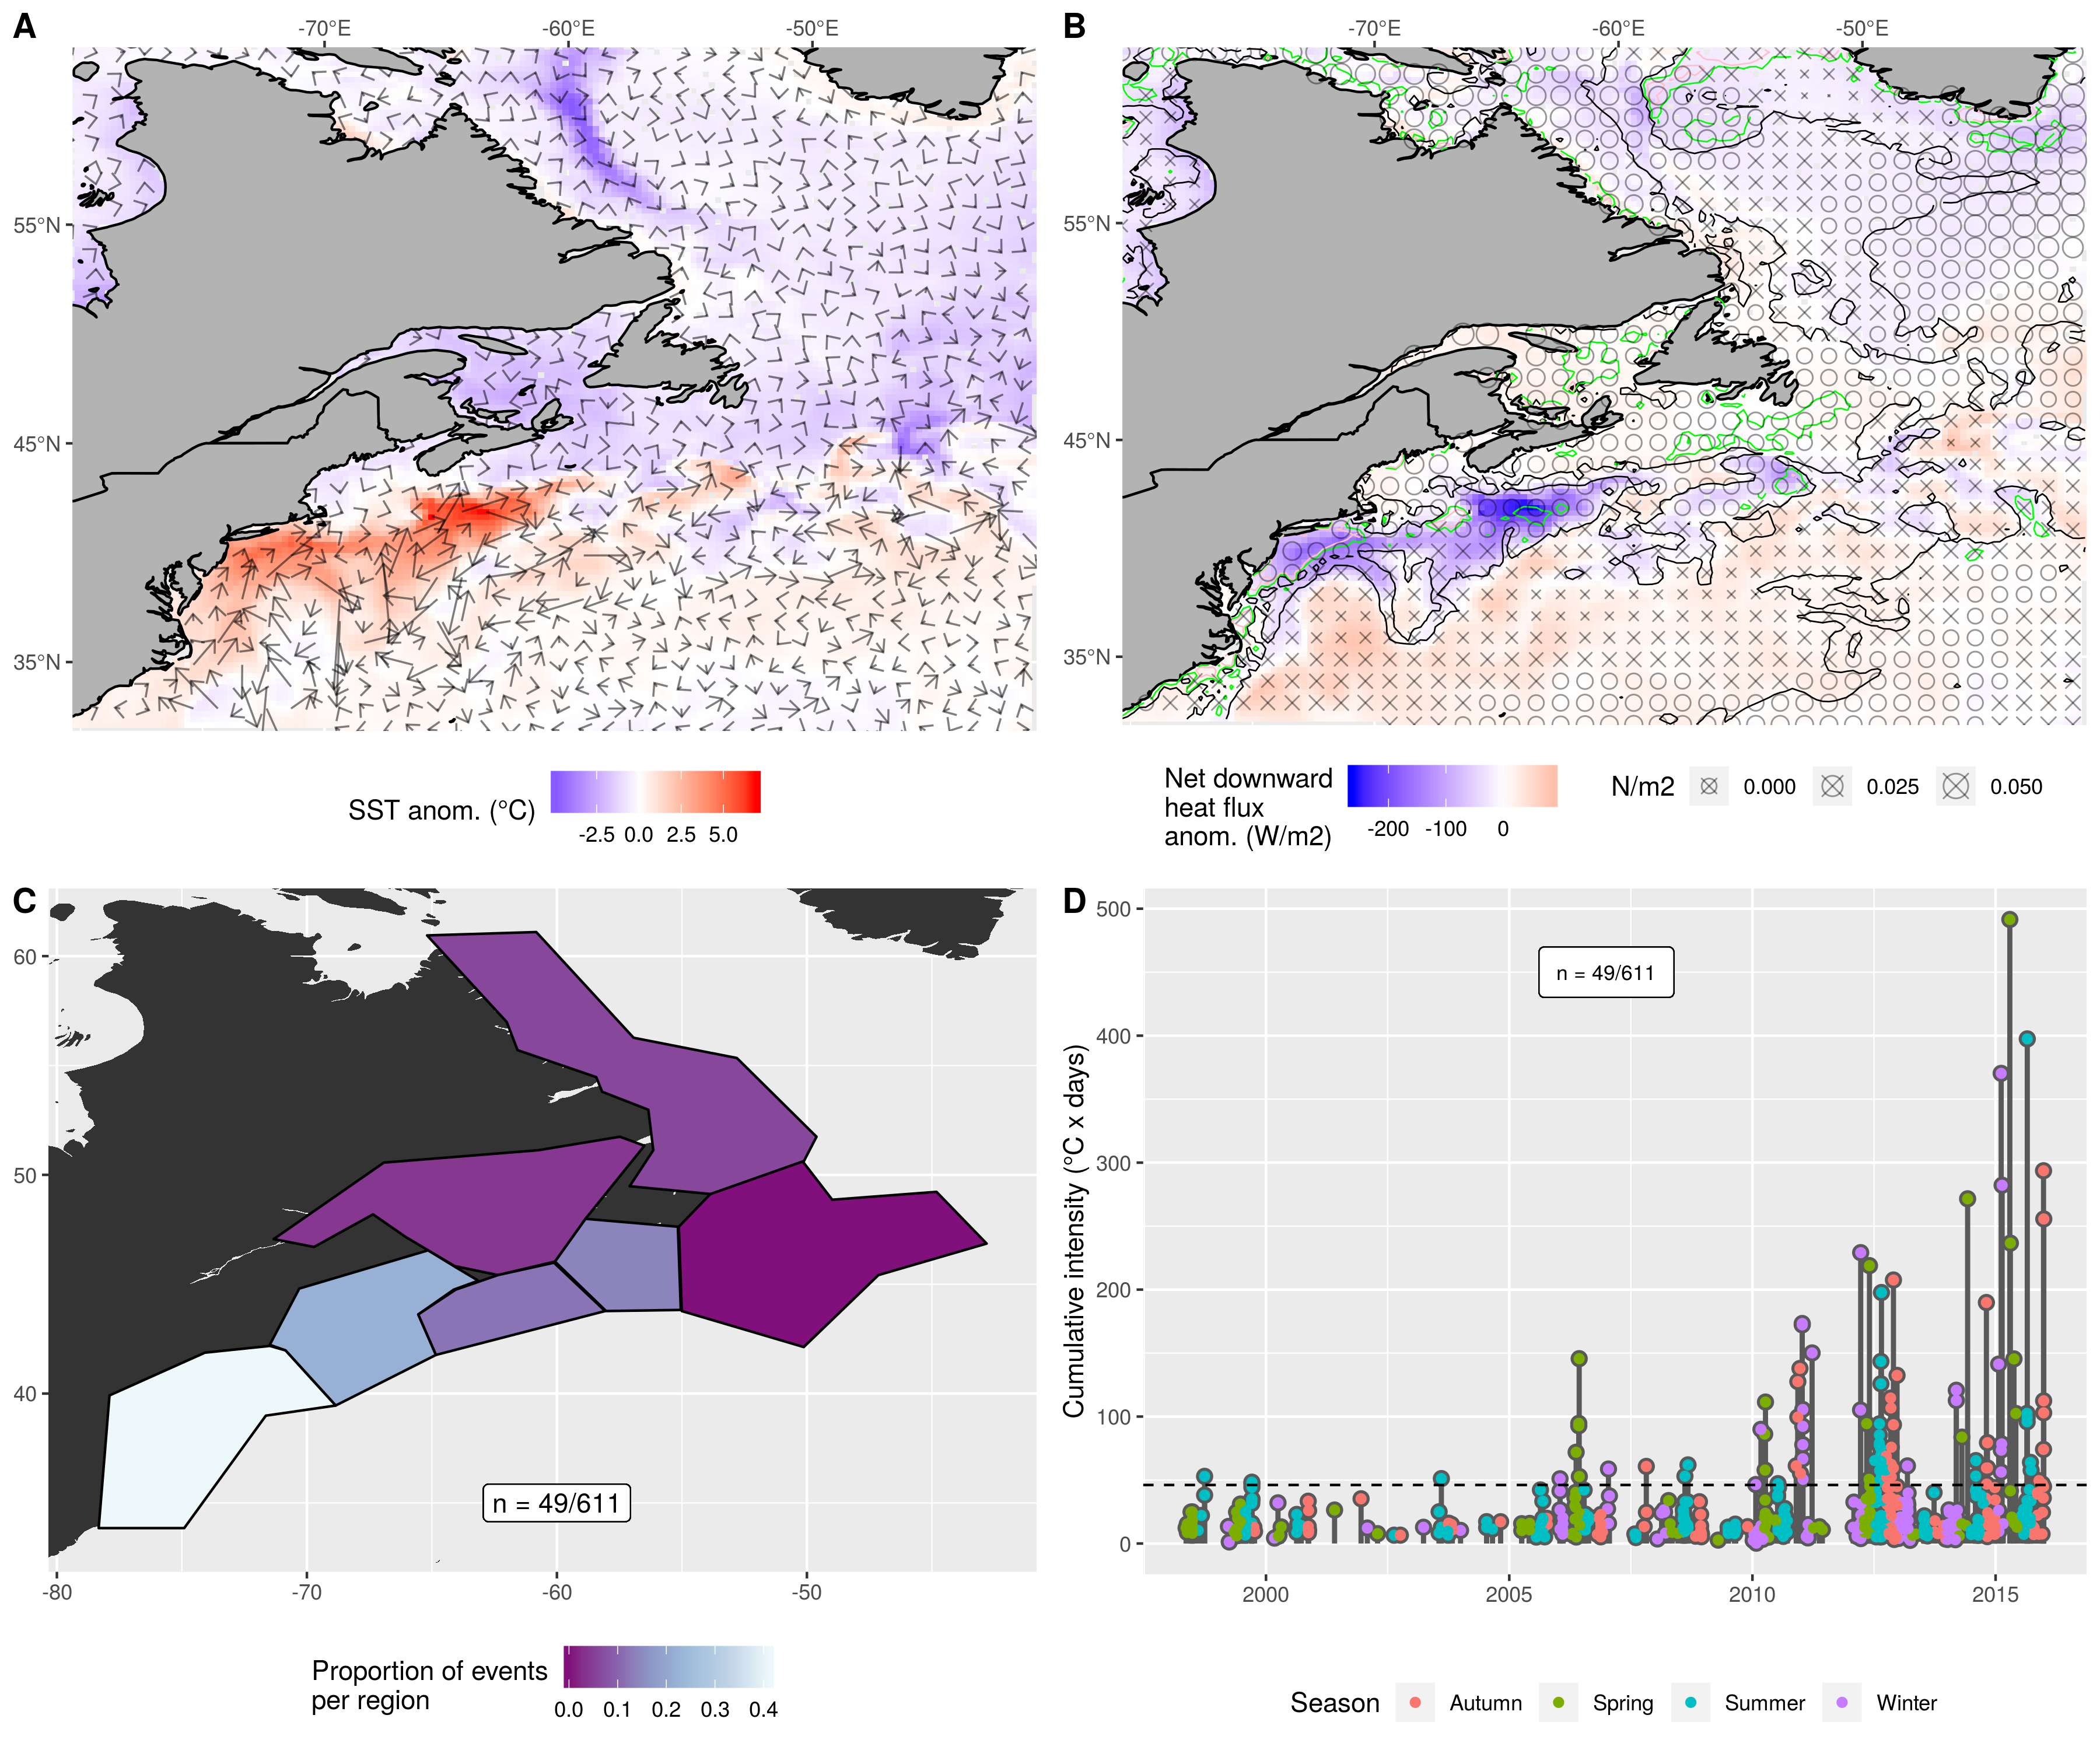 A
-70°E
-60°E
-50°E
55°N
45°N
35°N
SST anom. (°C)
-2.5
0.0
2.5
5.0
B
-70°E
-60°E
-50°E
55°N
45°N
35°N
Net downward
heat flux
anom. (W/m2)
-200
-100
0
N/m2
0.000
0.025
0.050
C
60
50
40
-80
-70
-60
-50
n = 49/611
Proportion of events
per region
0.0
0.1
0.2
0.3
0.4
D
Cumulative intensity (°C x days)
500
400
300
200
100
0
n = 49/611
2000
2005
2010
2015
Season
Autumn
Spring
Summer
Winter